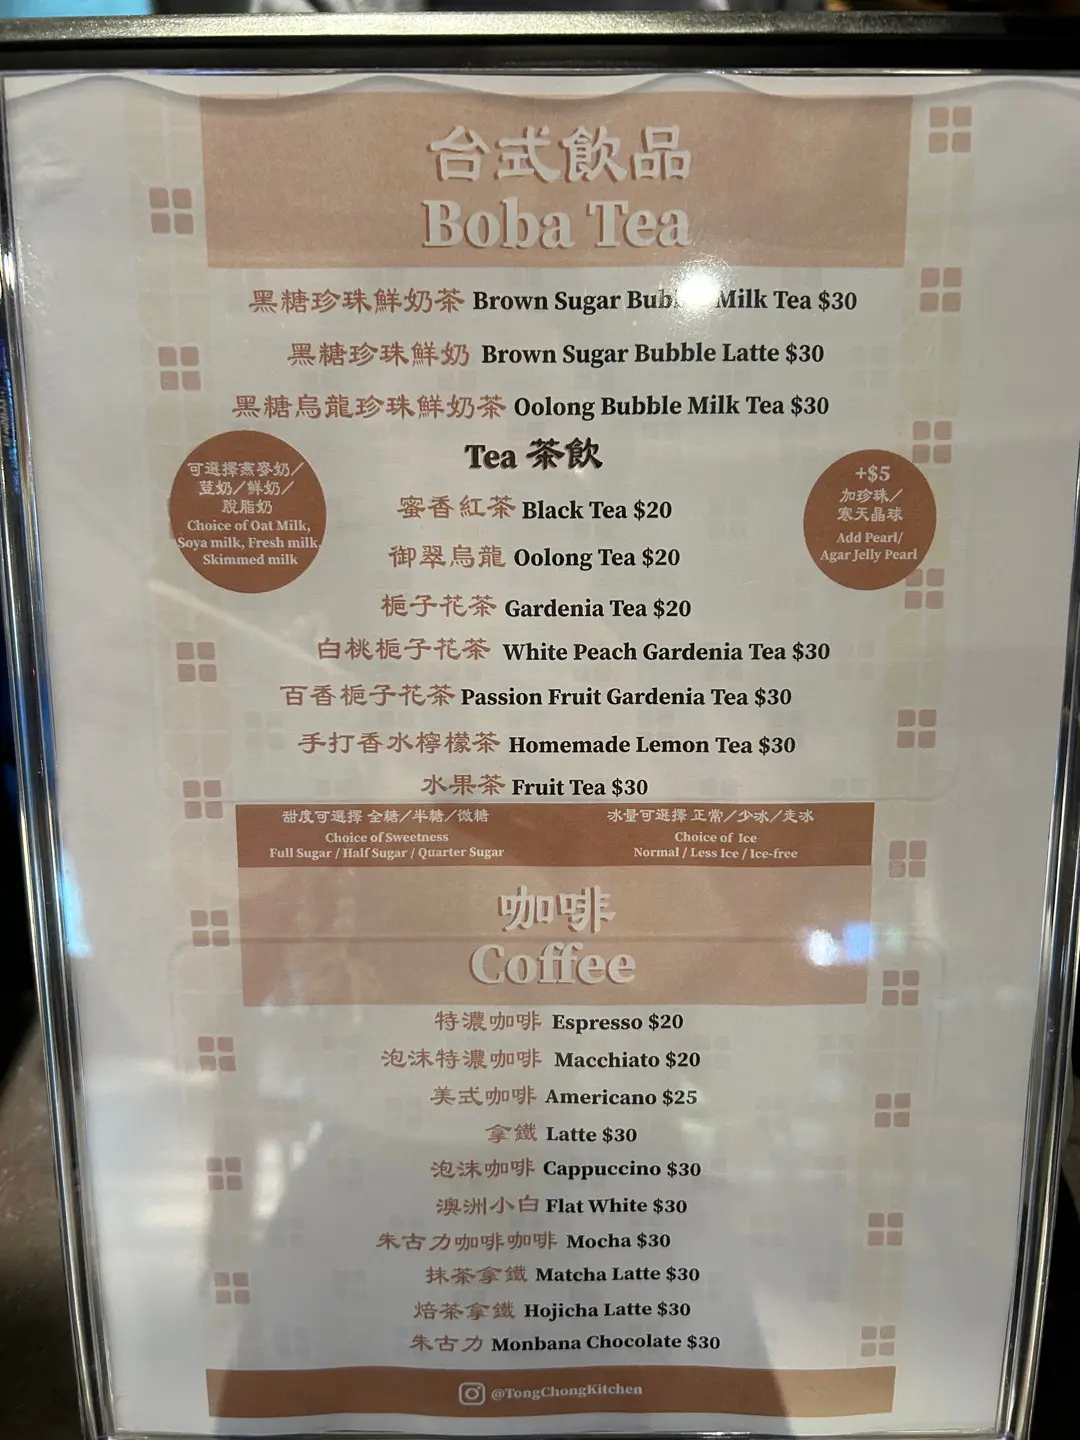 台式飲品
Boba Tea
黑糖珍珠鮮奶茶 Brown Sugar Milk Tea $30
黑糖珍珠鮮奶 Brown Sugar Bubble Latte $30
黑糖烏龍珍珠鮮奶茶 Oolong Bubble Milk Tea $30
Tea 茶飲
可選擇燕麥奶／
荳奶／鮮奶／
脫脂奶
Choice of Oat Milk,
Soya milk, Fresh milk,
Skimmed milk
+$5
加珍珠／
寒天晶球
Add Pearl/
Agar Jelly Pearl
蜜香紅茶 Black Tea $20
御翠烏龍 Oolong Tea $20
梔子花茶 Gardenia Tea $20
白桃梔子花茶 White Peach Gardenia Tea $30
百香梔子花茶 Passion Fruit Gardenia Tea $30
手打香水檸檬茶 Homemade Lemon Tea $30
水果茶 Fruit Tea $30
甜度可選擇 全糖／半糖／微糖
Choice of Sweetness
Full Sugar / Half Sugar / Quarter Sugar
冰量可選擇 正常／少冰／走冰
Choice of Ice
Normal / Less Ice / Ice-free
咖啡
Coffee
特濃咖啡 Espresso $20
泡沫特濃咖啡 Macchiato $20
美式咖啡 Americano $25
拿鐵 Latte $30
泡沫咖啡 Cappuccino $30
澳洲小白 Flat White $30
朱古力咖啡咖啡 Mocha $30
抹茶拿鐵 Matcha Latte $30
焙茶拿鐵 Hojicha Latte $30
朱古力 Monbana Chocolate $30
@TongChongKitchen